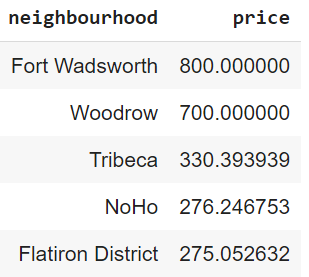 neighbourhood price
Fort Wadsworth 800.000000
Woodrow 700.000000
Tribeca 330.393939
NoHo 276.246753
Flatiron District 275.052632